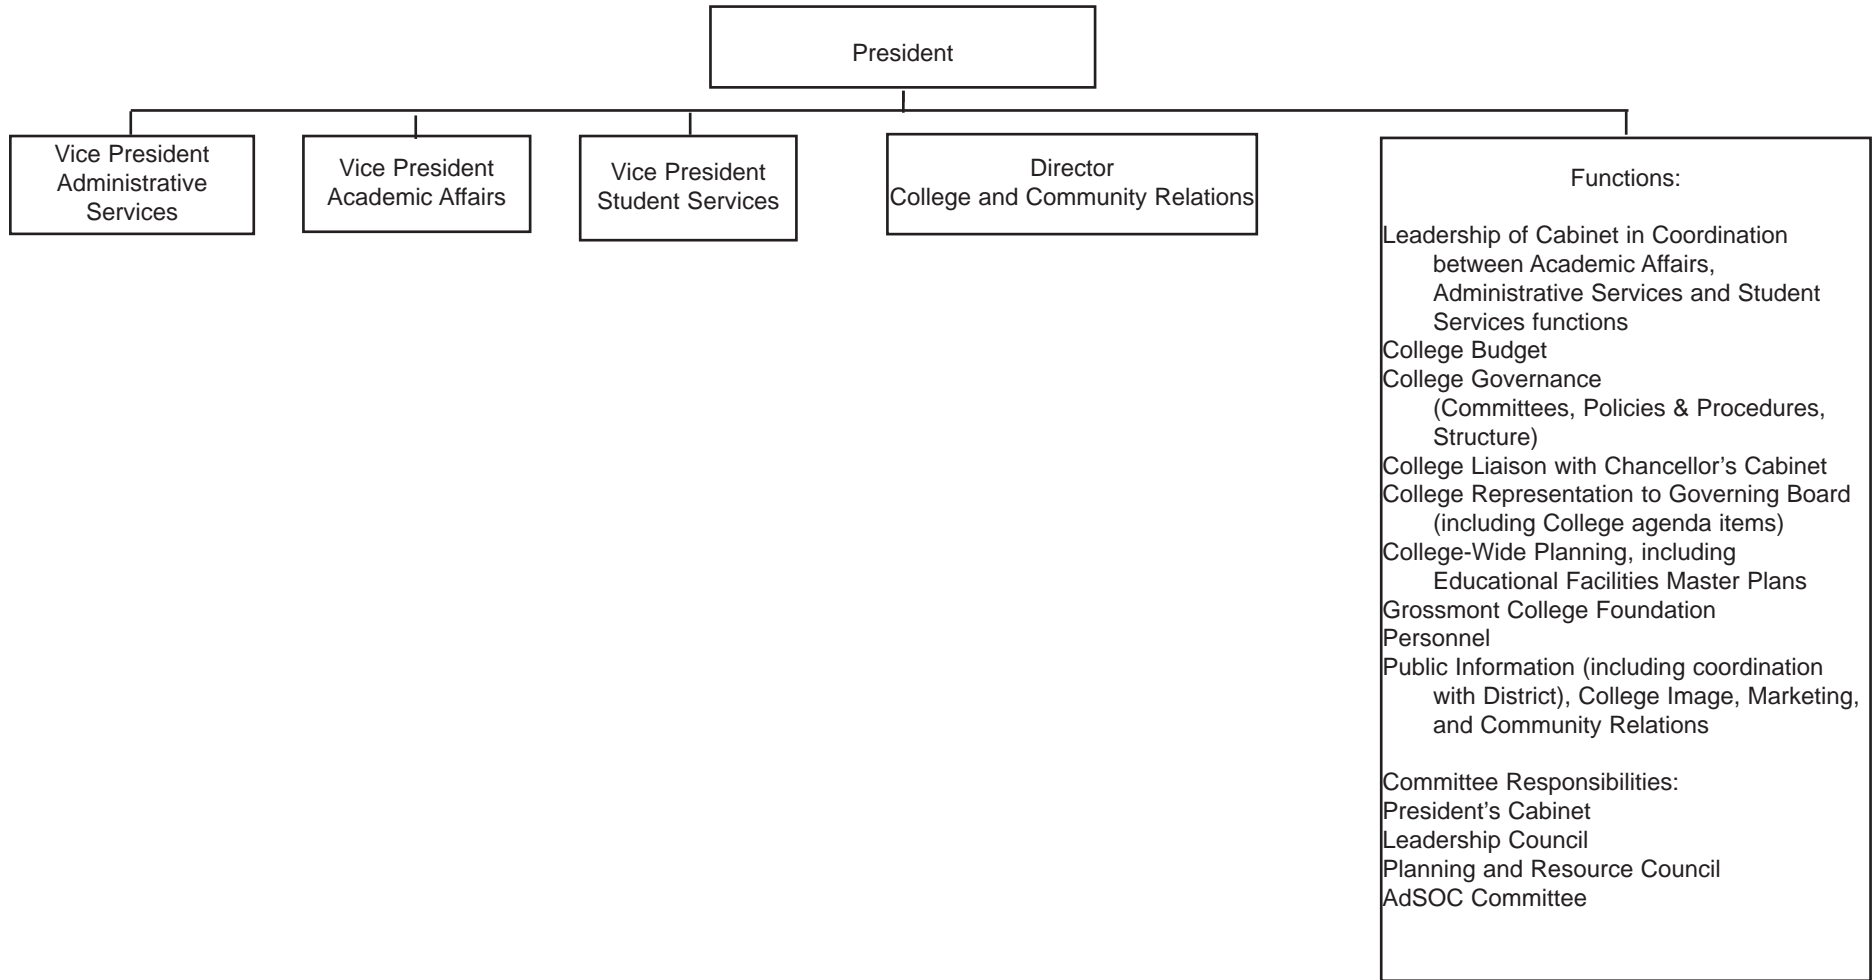 President
Vice President
Administrative
Services
Vice President
Academic Affairs
Vice President
Student Services
Director
College and Community Relations
Functions:
Leadership of Cabinet in Coordination
between Academic Affairs,
Administrative Services and Student
Services functions
College Budget
College Governance
(Committees, Policies & Procedures,
Structure)
College Liaison with Chancellor’s Cabinet
College Representation to Governing Board
(including College agenda items)
College-Wide Planning, including
Educational Facilities Master Plans
Grossmont College Foundation
Personnel
Public Information (including coordination
with District), College Image, Marketing,
and Community Relations
Committee Responsibilities:
President’s Cabinet
Leadership Council
Planning and Resource Council
AdSOC Committee